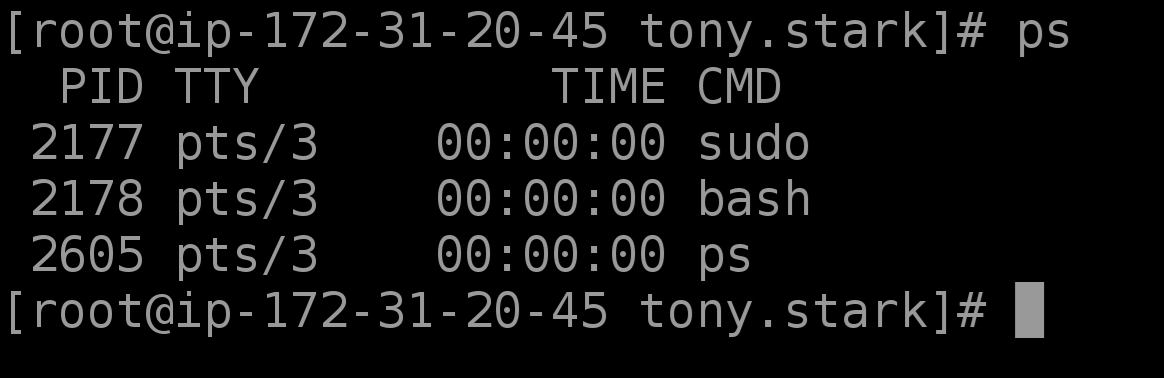 [root@ip-172-31-20-45 tony.stark]# ps
  PID TTY          TIME CMD
 2177 pts/3    00:00:00 sudo
 2178 pts/3    00:00:00 bash
 2605 pts/3    00:00:00 ps
[root@ip-172-31-20-45 tony.stark]#